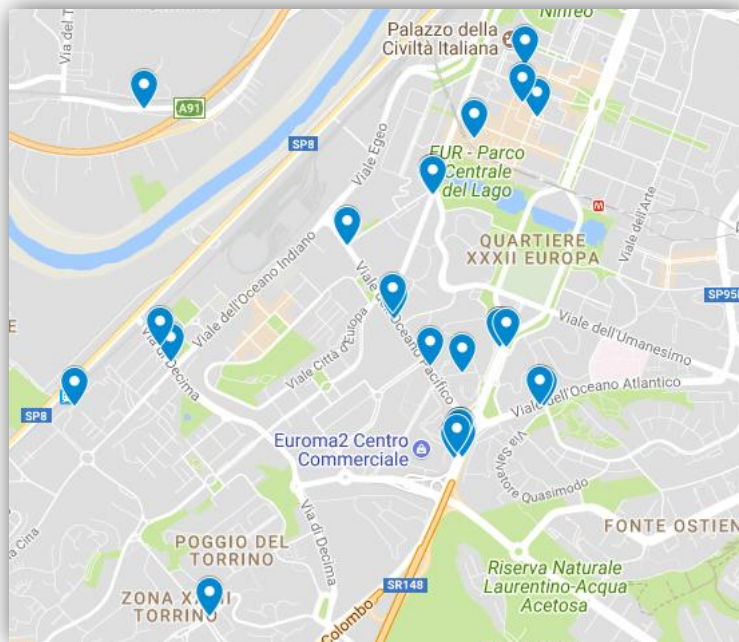 Ninfeo
Palazzo della
Civiltà Italiana
Via del T
A91
SP8
Viale Egeo
EUR - Parco
Centrale
del Lago
M
Viale dell'Arte
QUARTIERE
XXXII EUROPA
SP95B
Viale dell'Oceano Indiano
Viale dell'Oceano Pacifico
Viale Città d'Europa
Viale dell'Umanesimo
Via di Decima
E
SP8
Viale dell'Oceano Atlantico
Via Salvatore Quasimodo
Euroma2 Centro
Commerciale
Via di Decima
FONTE OSTIEN
a Cina
POGGIO DEL
TORRINO
Riserva Naturale
Laurentino-Acqua
Acetosa
SR148
ZONA X
II
TORRINO
Colombo